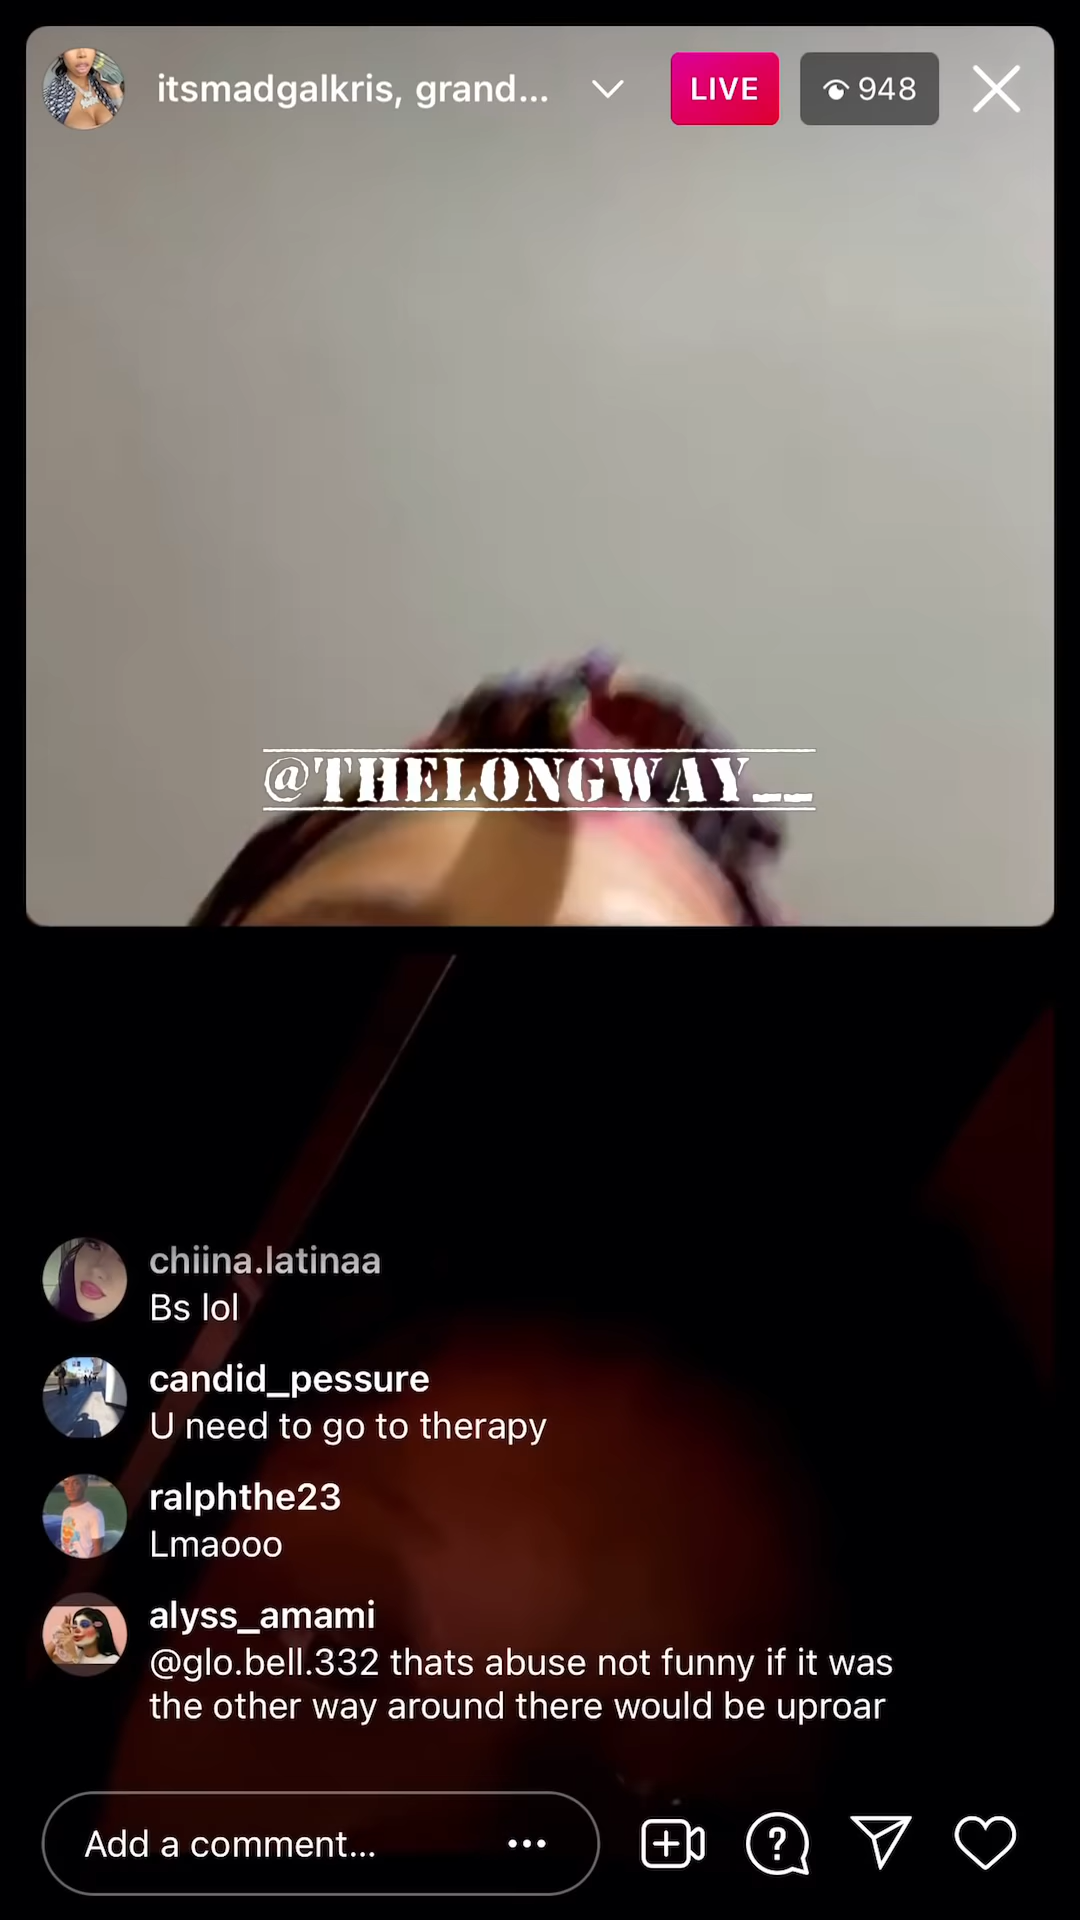 itsmadgalkris, grand...
LIVE
948
@THELONGWAY__
chiina.latinaa
Bs lol
candid_pessure
U need to go to therapy
ralphthe23
Lmaooo
alyss_amami
@glo.bell.332 thats abuse not funny if it was
the other way around there would be uproar
Add a comment...